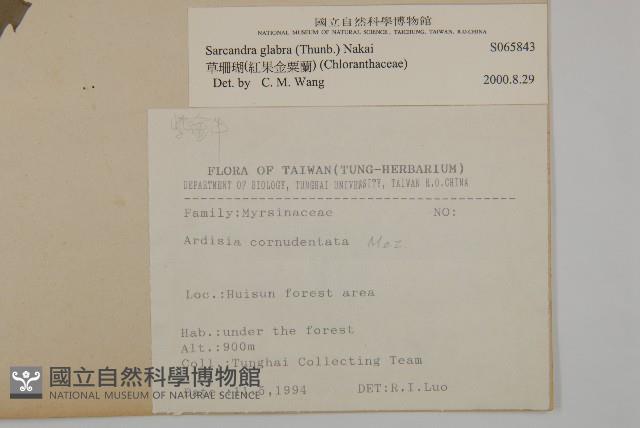 國立自然科學博物館
NATIONAL MUSEUM OF NATURAL SCIENCE, TAICHUNG, TAIWAN, R.O.CHINA
Sarcandra glabra (Thunb.) Nakai S065843
草珊瑚(紅果金粟蘭) (Chloranthaceae)
Det. by C. M. Wang 2000.8.29
FLORA OF TAIWAN(TUNG-HERBARIUM)
DEPARTMENT OF BIOLOGY, TUNGHAI UNIVERSITY, TAIWAN R.O.CHINA
Family:Myrsinaceae NO:
Ardisia cornudentata Mez
Loc.:Huisun forest area
Hab.:under the forest
Alt.:900m
Coll.:Tunghai Collecting Team
5,1994 DET:R.I.Luo
國立自然科學博物館
NATIONAL MUSEUM OF NATURAL SCIENCE